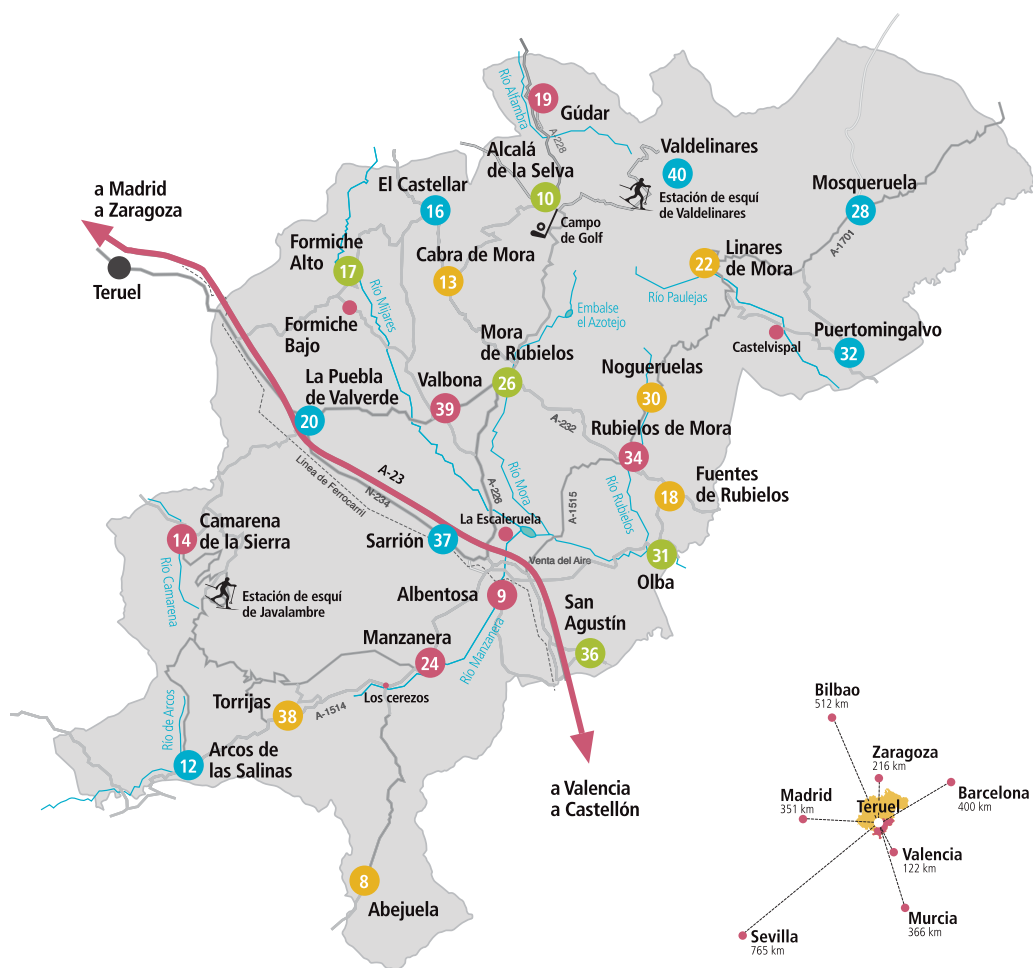 Río Alfambra
19
Gúdar
A-228
Alcalá
de la Selva
10
Valdelinares
40
Estación de esquí
de Valdelinares
Campo
de Golf
Mosqueruela
28
A-1701
a Madrid
a Zaragoza
El Castellar
16
Formiche
Alto
17
Cabra de Mora
13
Linares
de Mora
22
Río Paulejas
Teruel
Río Mijares
Embalse
el Azotejo
Formiche
Bajo
Mora
de Rubielos
26
Castelvispal
Puertomingalvo
32
La Puebla
de Valverde
20
Valbona
39
Nogueruelas
30
A-232
Rubielos de Mora
34
A-23
N-234
Línea de Ferrocarril
A-226
Río Mora
A-1515
Río Rubielos
Fuentes
de Rubielos
18
Camarena
de la Sierra
14
Río Camarena
La Escaleruela
Sarrión
37
Venta del Aire
31
Olba
Estación de esquí
de Javalambre
Albentosa
9
San
Agustín
36
Manzanera
24
Río Manzanera
Los cerezos
Torrijas
38
A-1514
Río de Arcos
Arcos de
las Salinas
12
a Valencia
a Castellón
8
Abejuela
Bilbao
512 km
Zaragoza
216 km
Madrid
351 km
Teruel
Barcelona
400 km
Valencia
122 km
Murcia
366 km
Sevilla
765 km